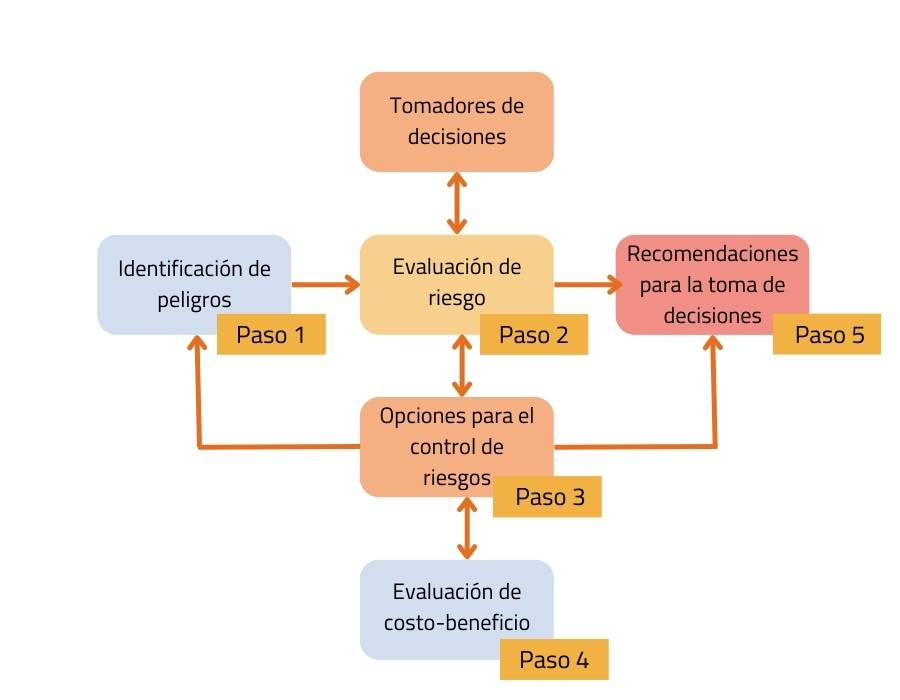 Tomadores de
decisiones
Identificación de
peligros
Paso 1
Evaluación de
riesgo
Paso 2
Recomendaciones
para la toma de
decisiones
Paso 5
Opciones para el
control de
riesgos
Paso 3
Evaluación de
costo-beneficio
Paso 4